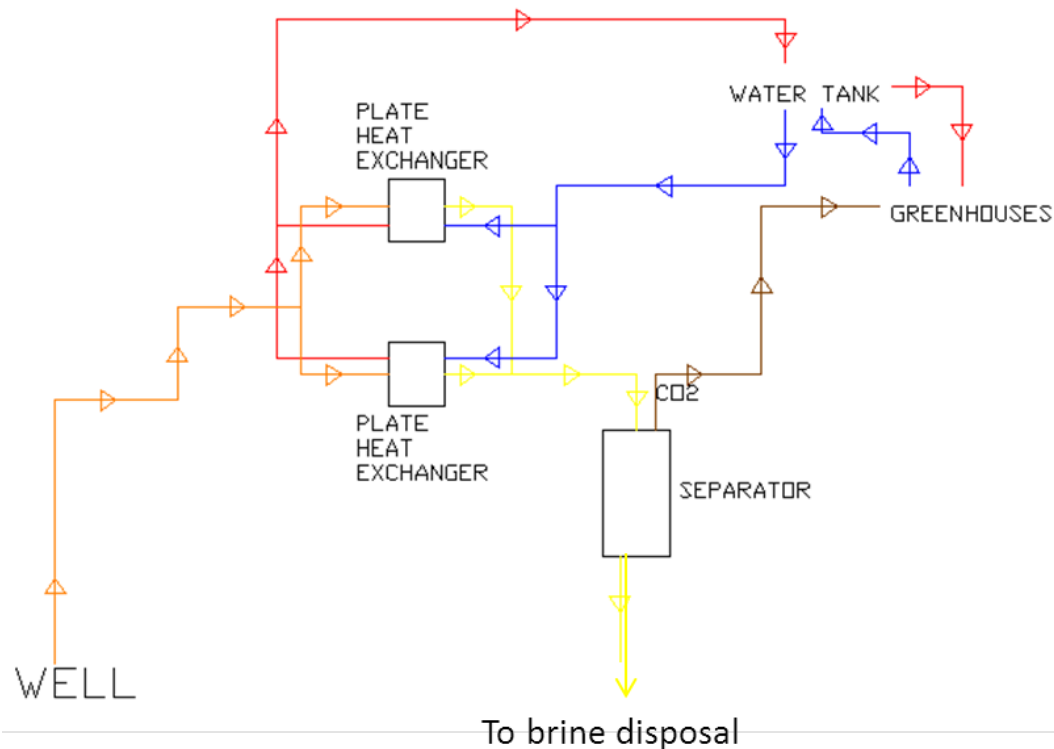 PLATE
HEAT
EXCHANGER
WATER TANK
GREENHOUSES
CO2
PLATE
HEAT
EXCHANGER
SEPARATOR
WELL
To brine disposal